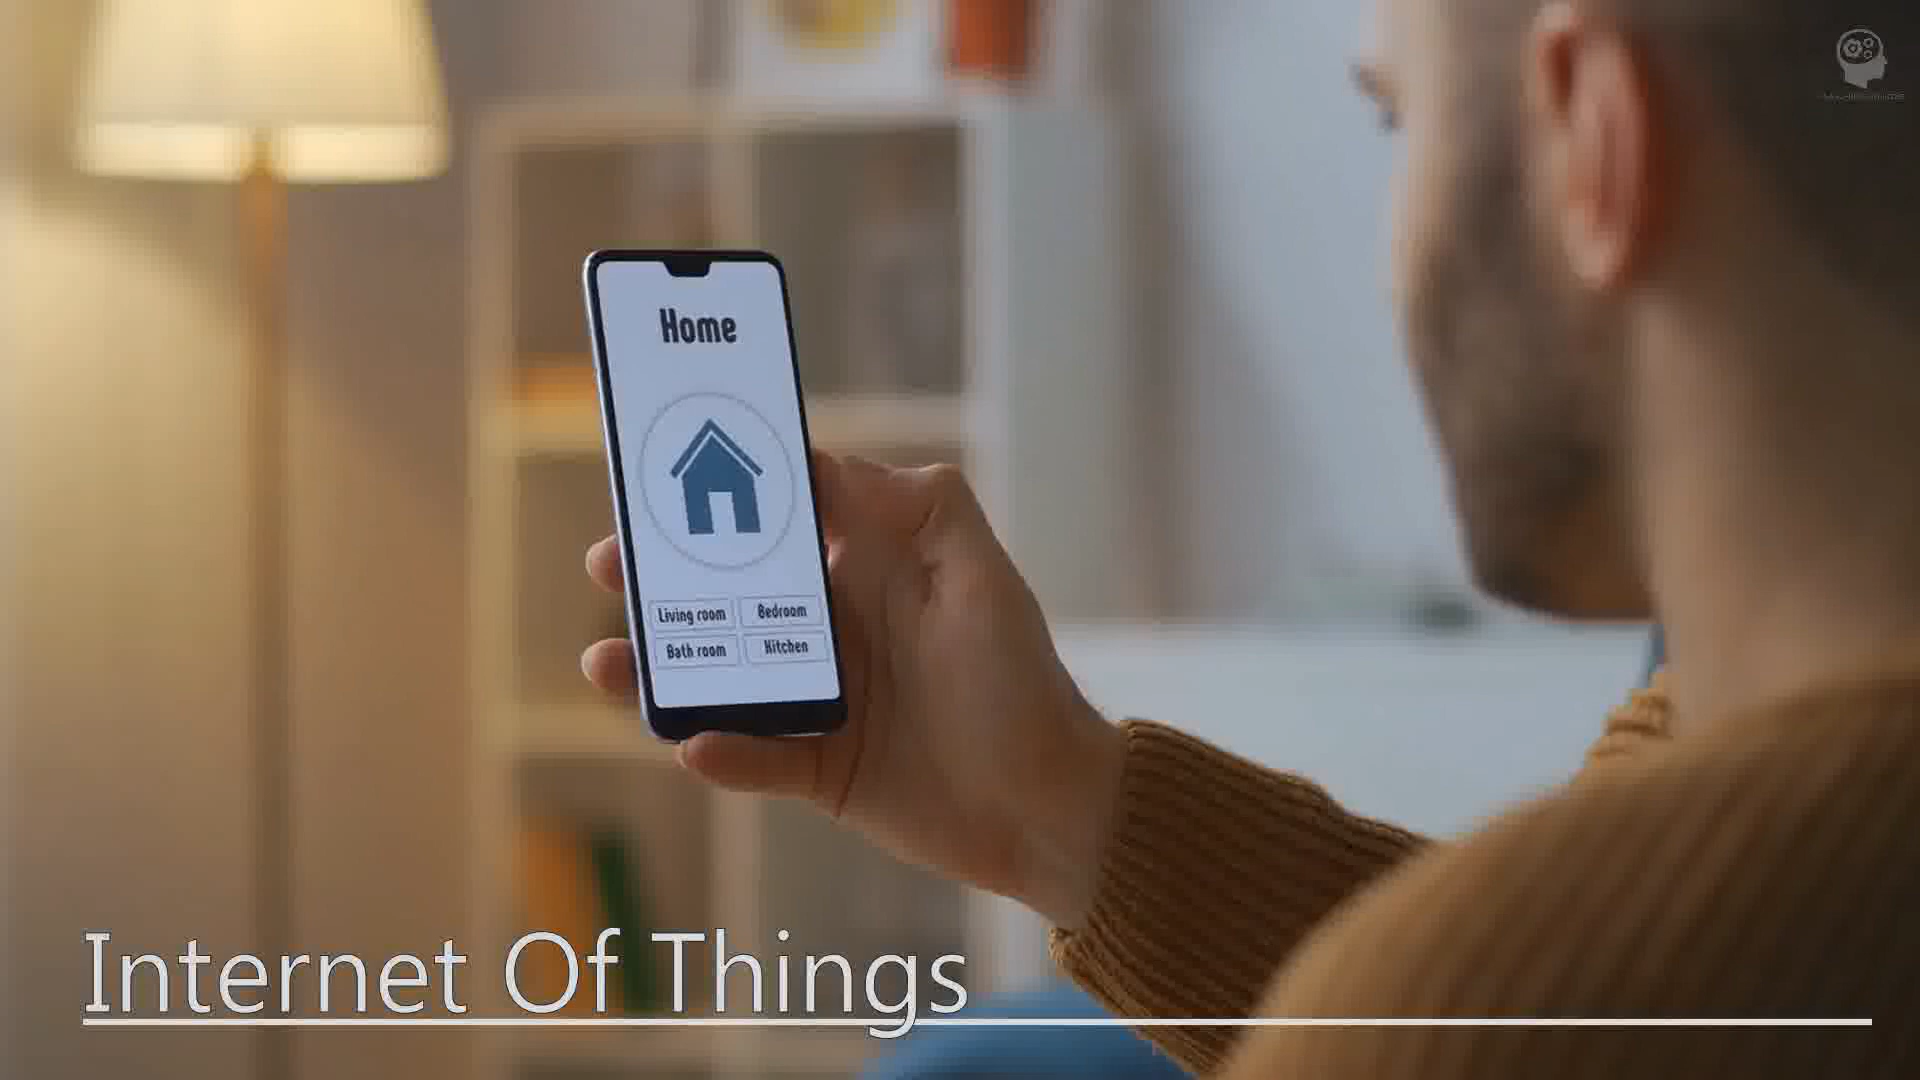 Home
Living room
Bedroom
Bath room
Kitchen
Internet Of Things